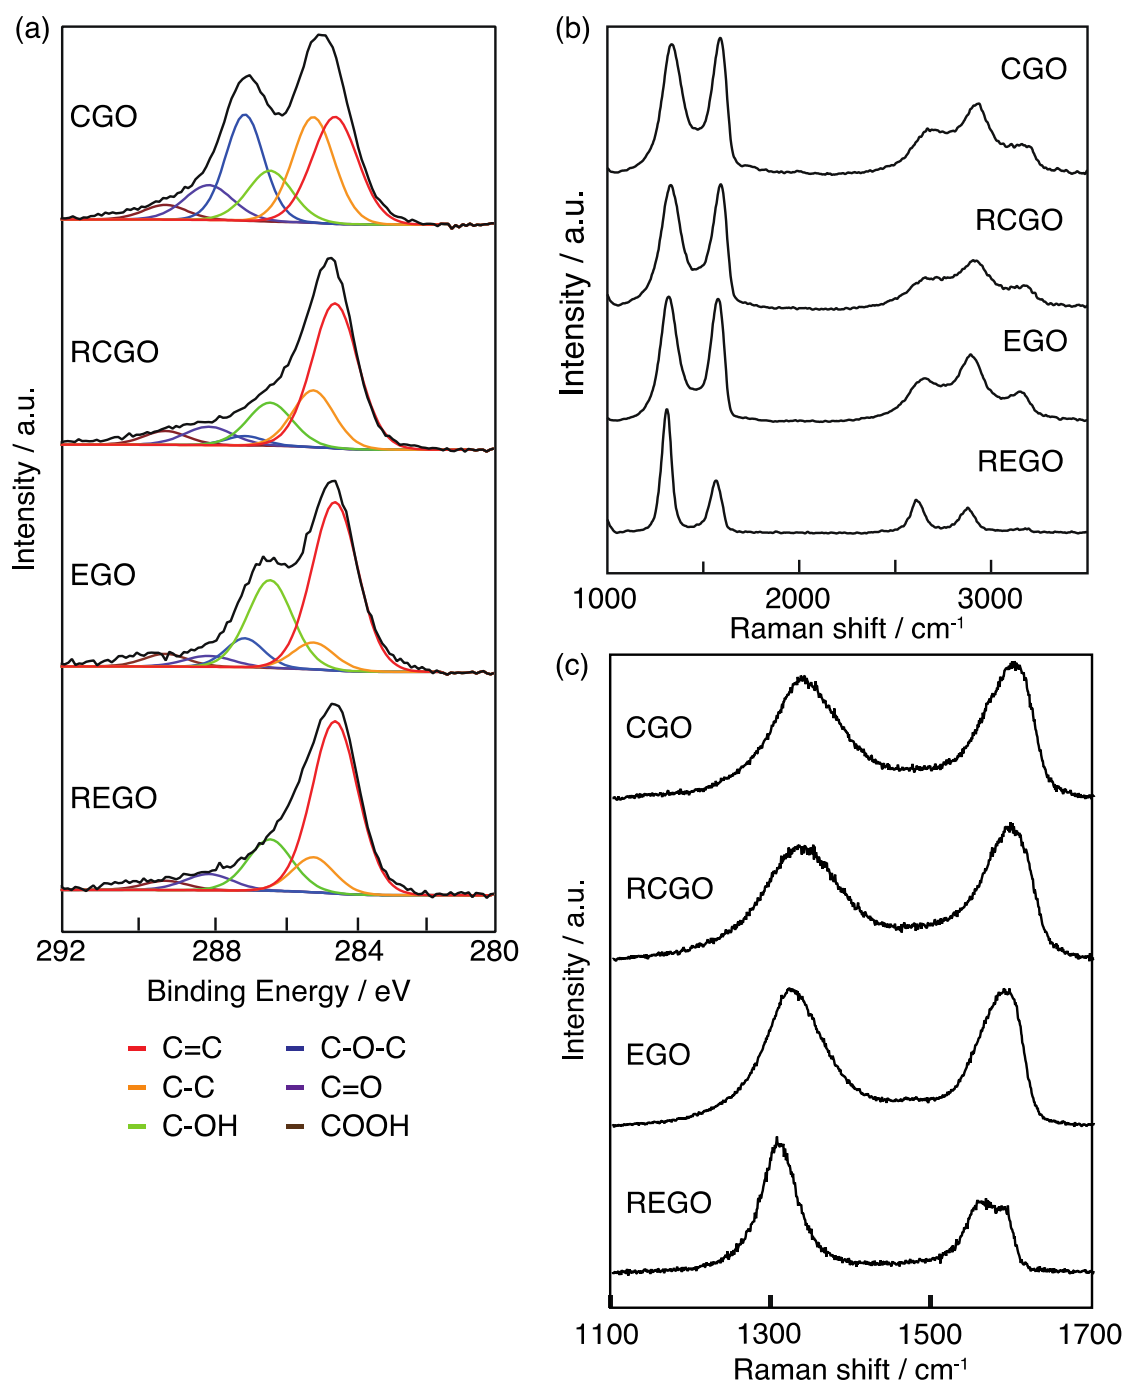 (a)
CGO
RCGO
EGO
REGO
Intensity / a.u.
292
288
284
280
Binding Energy / eV
C=C
C-O-C
C-C
C=O
C-OH
COOH
(b)
CGO
RCGO
EGO
REGO
Intensity / a.u.
1000
2000
3000
Raman shift / cm-1
(c)
CGO
RCGO
EGO
REGO
Intensity / a.u.
1100
1300
1500
1700
Raman shift / cm-1